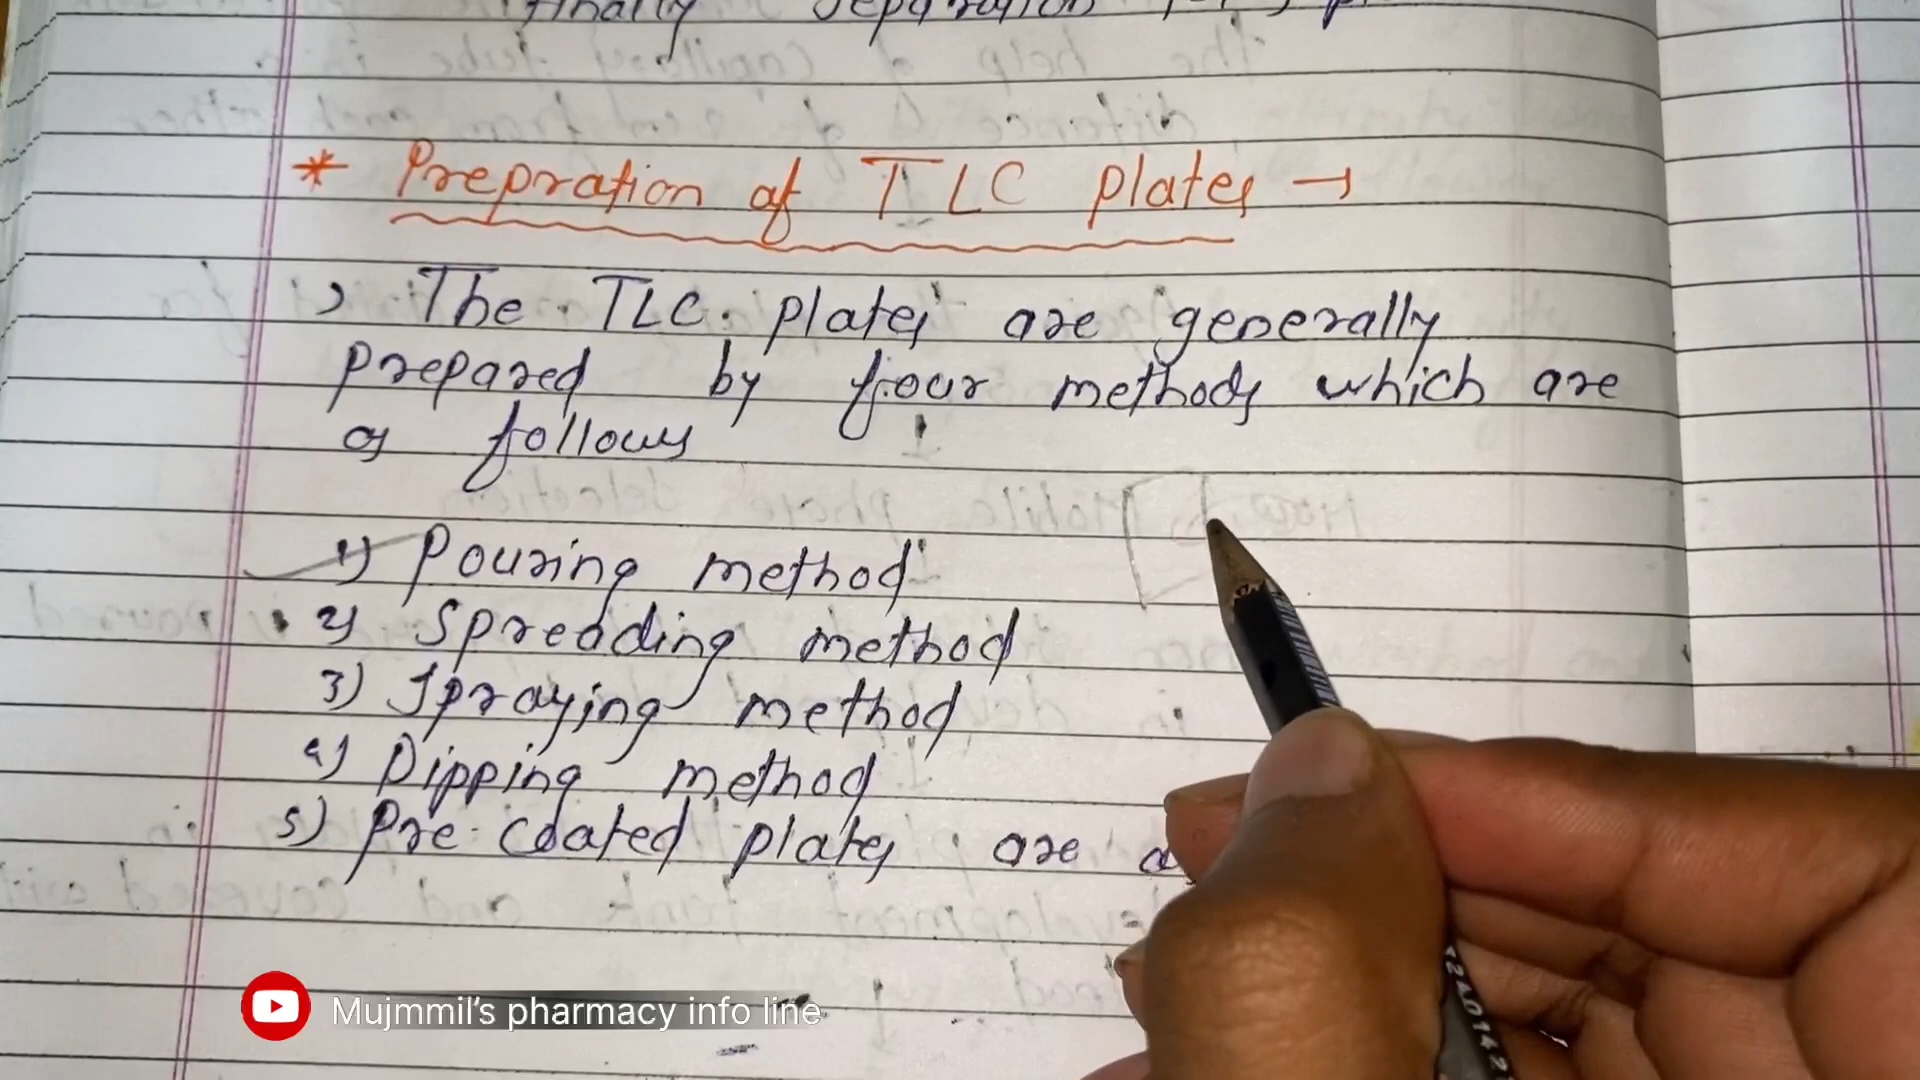 finally separation
* Prepration of TLC plates →
The TLC plates are generally
prepared by four methods which are
as follows
1) Pouring method
2) Spreading method
3) Spraying method
4) Dipping method
5) Pre-coated plates are
Mujmmil's pharmacy info line